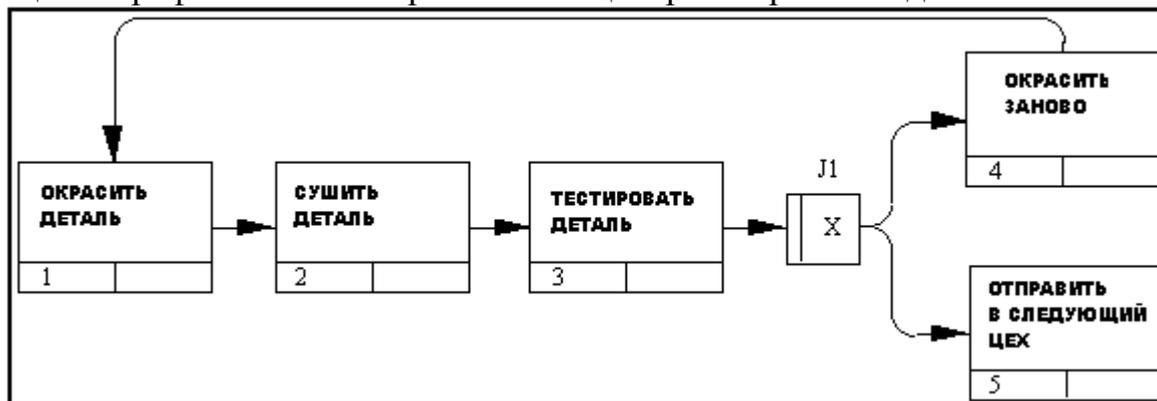 ОКРАСИТЬ
ДЕТАЛЬ
1
СУШИТЬ
ДЕТАЛЬ
2
ТЕСТИРОВАТЬ
ДЕТАЛЬ
3
J1
X
ОКРАСИТЬ
ЗАНОВО
4
ОТПРАВИТЬ
В СЛЕДУЮЩИЙ
ЦЕХ
5